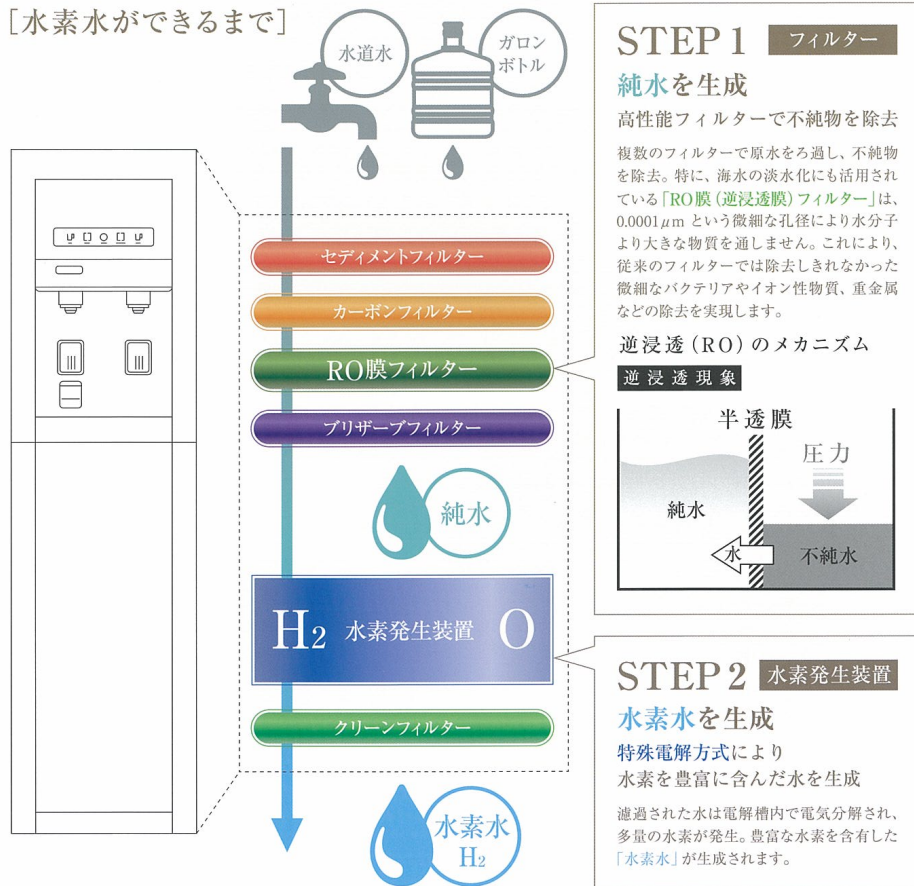 [水素水ができるまで]
水道水
ガロン
ボトル
セディメントフィルター
カーボンフィルター
RO膜フィルター
ブリザーブフィルター
純水
H₂ 水素発生装置 O
クリーンフィルター
水素水
H₂
STEP 1 フィルター
純水を生成
高性能フィルターで不純物を除去
複数のフィルターで原水をろ過し、不純物
を除去。特に、海水の淡水化にも活用され
ている「RO膜(逆浸透膜)フィルター」は、
0.0001μm という微細な孔径により水分子
より大きな物質を通しません。これにより、
従来のフィルターでは除去しきれなかった
微細なバクテリアやイオン性物質、重金属
などの除去を実現します。
逆浸透(RO)のメカニズム
逆浸透現象
半透膜
圧力
純水
水
不純水
STEP 2 水素発生装置
水素水を生成
特殊電解方式により
水素を豊富に含んだ水を生成
濾過された水は電解槽内で電気分解され、
多量の水素が発生。豊富な水素を含有した
「水素水」が生成されます。